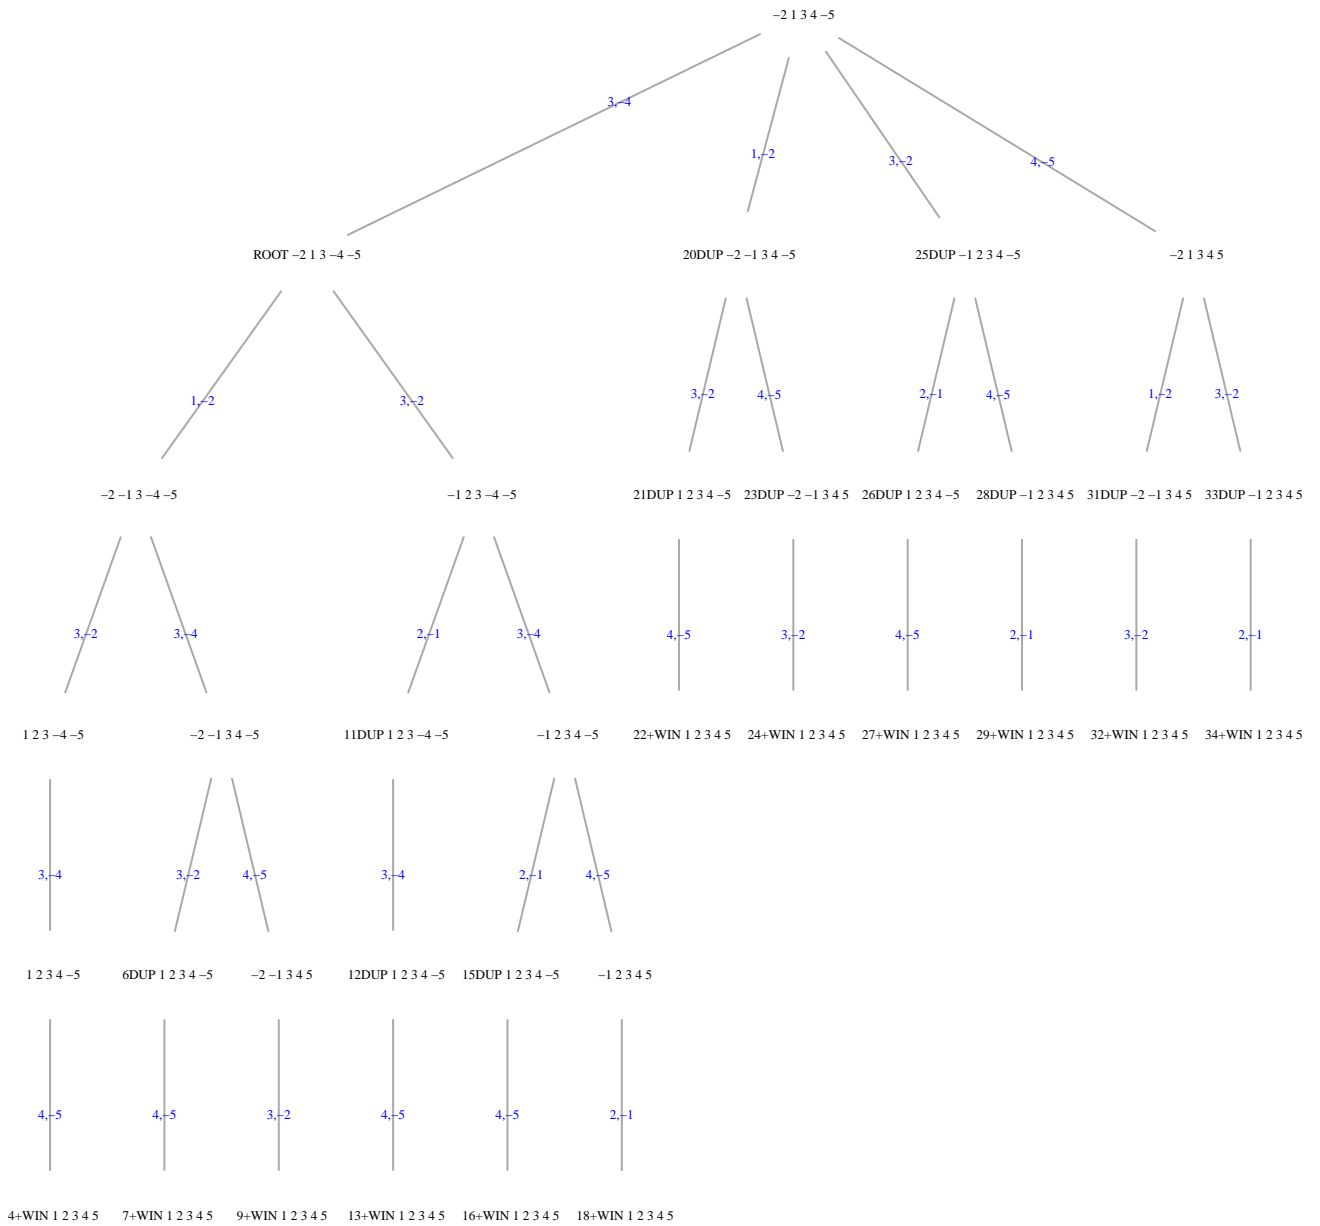 −2 1 3 4 −5
3,−4
1,−2
3,−2
4,−5
ROOT −2 1 3 −4 −5
20DUP −2 −1 3 4 −5
25DUP −1 2 3 4 −5
−2 1 3 4 5
1,−2
3,−2
3,−2
4,−5
2,−1
4,−5
1,−2
3,−2
−2 −1 3 −4 −5
−1 2 3 −4 −5
21DUP 1 2 3 4 −5
23DUP −2 −1 3 4 5
26DUP 1 2 3 4 −5
28DUP −1 2 3 4 5
31DUP −2 −1 3 4 5
33DUP −1 2 3 4 5
3,−2
3,−4
2,−1
3,−4
4,−5
3,−2
4,−5
2,−1
3,−2
2,−1
1 2 3 −4 −5
−2 −1 3 4 −5
11DUP 1 2 3 −4 −5
−1 2 3 4 −5
22+WIN 1 2 3 4 5
24+WIN 1 2 3 4 5
27+WIN 1 2 3 4 5
29+WIN 1 2 3 4 5
32+WIN 1 2 3 4 5
34+WIN 1 2 3 4 5
3,−4
3,−2
4,−5
3,−4
2,−1
4,−5
1 2 3 4 −5
6DUP 1 2 3 4 −5
−2 −1 3 4 5
12DUP 1 2 3 4 −5
15DUP 1 2 3 4 −5
−1 2 3 4 5
4,−5
4,−5
3,−2
4,−5
4,−5
2,−1
4+WIN 1 2 3 4 5
7+WIN 1 2 3 4 5
9+WIN 1 2 3 4 5
13+WIN 1 2 3 4 5
16+WIN 1 2 3 4 5
18+WIN 1 2 3 4 5